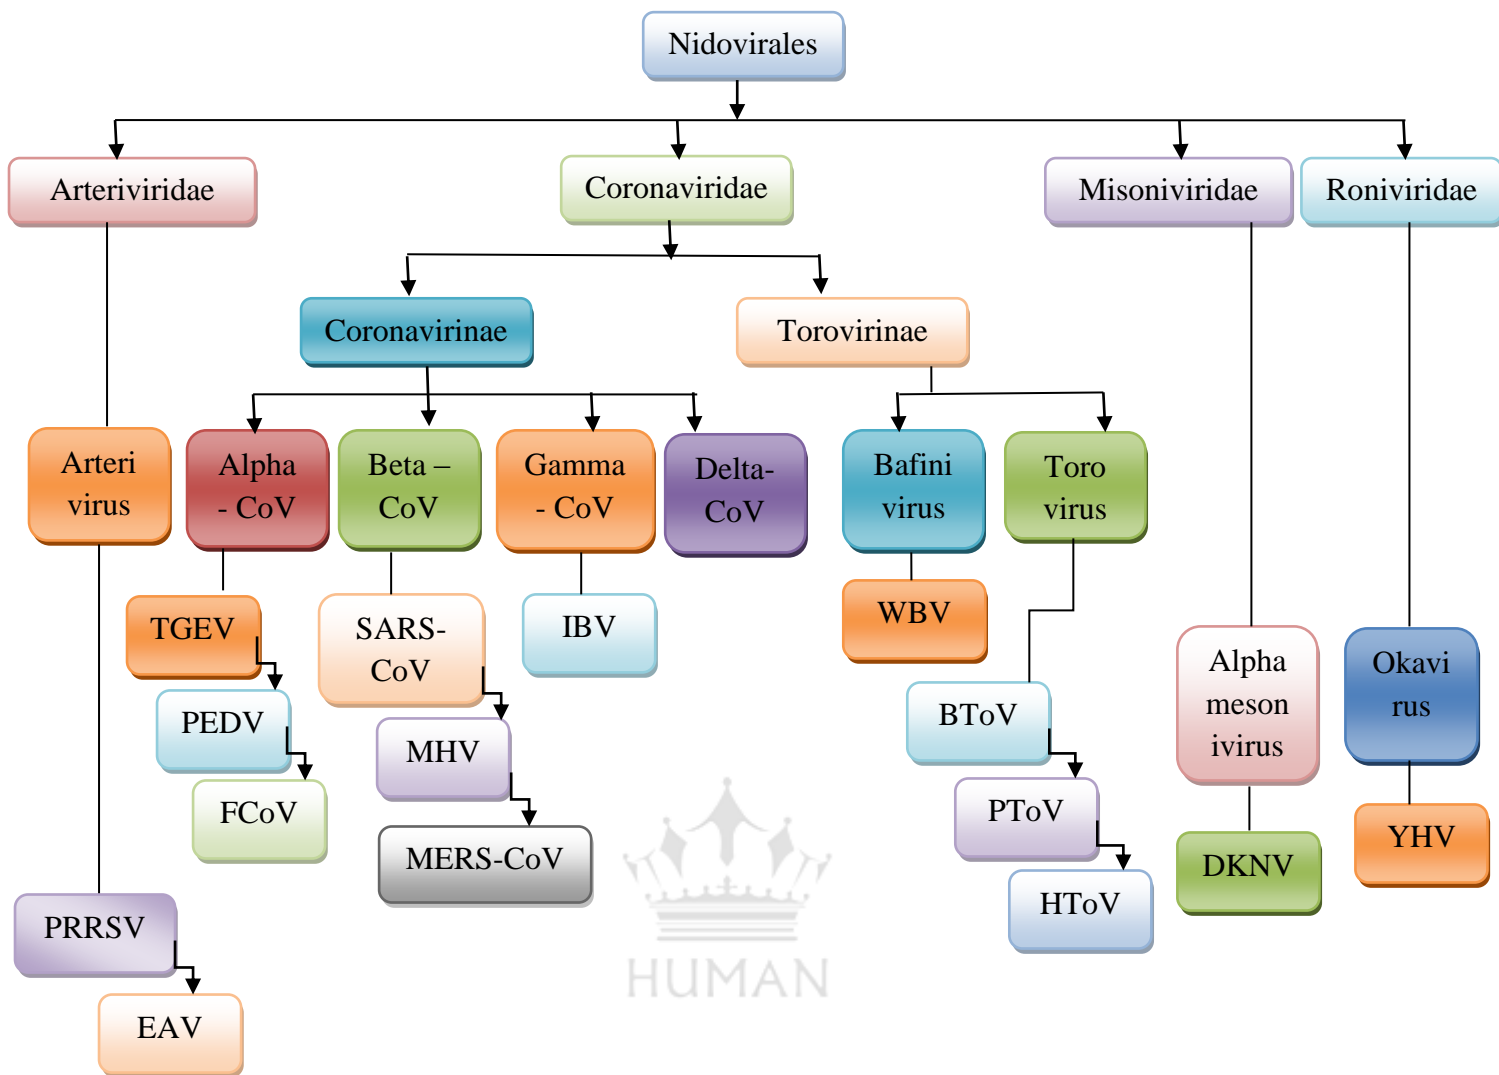 Nidovirales
Arteriviridae
Coronaviridae
Misoniviridae
Roniviridae
Coronavirinae
Torovirinae
Arteri
virus
Alpha
- CoV
Beta –
CoV
Gamma
- CoV
Delta-
CoV
Bafini
virus
Toro
virus
TGEV
SARS-
CoV
IBV
WBV
Alpha
meson
ivirus
Okavi
rus
PEDV
MHV
BToV
FCoV
MERS-CoV
PToV
DKNV
YHV
PRRSV
HToV
EAV
HUMAN